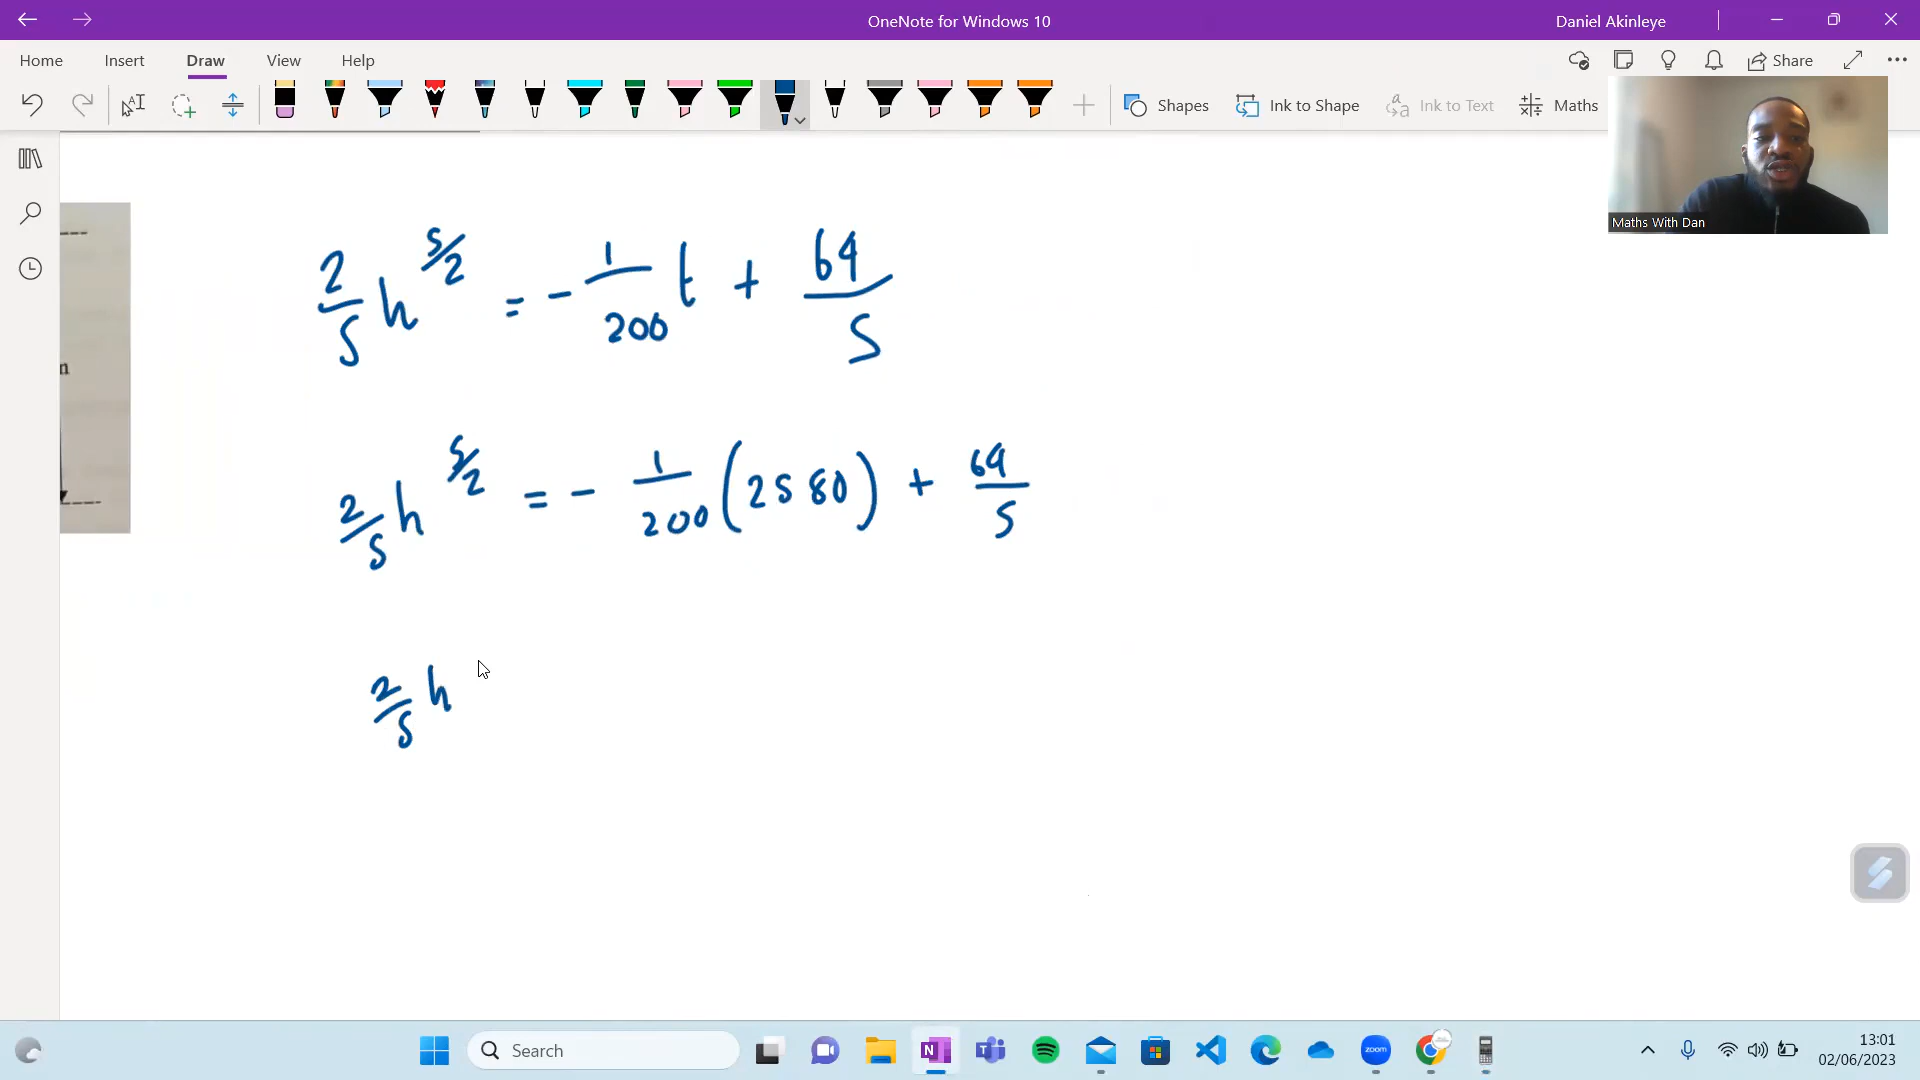 OneNote for Windows 10
Daniel Akinleye
Home Insert Draw View Help
Share
Shapes Ink to Shape Ink to Text Maths
Maths With Dan
2/5 h^5/2 = - 1/200 t + 64/5
2/5 h^5/2 = - 1/200 (2580) + 64/5
2/5 h
n
Search
zoom
13:01
02/06/2023